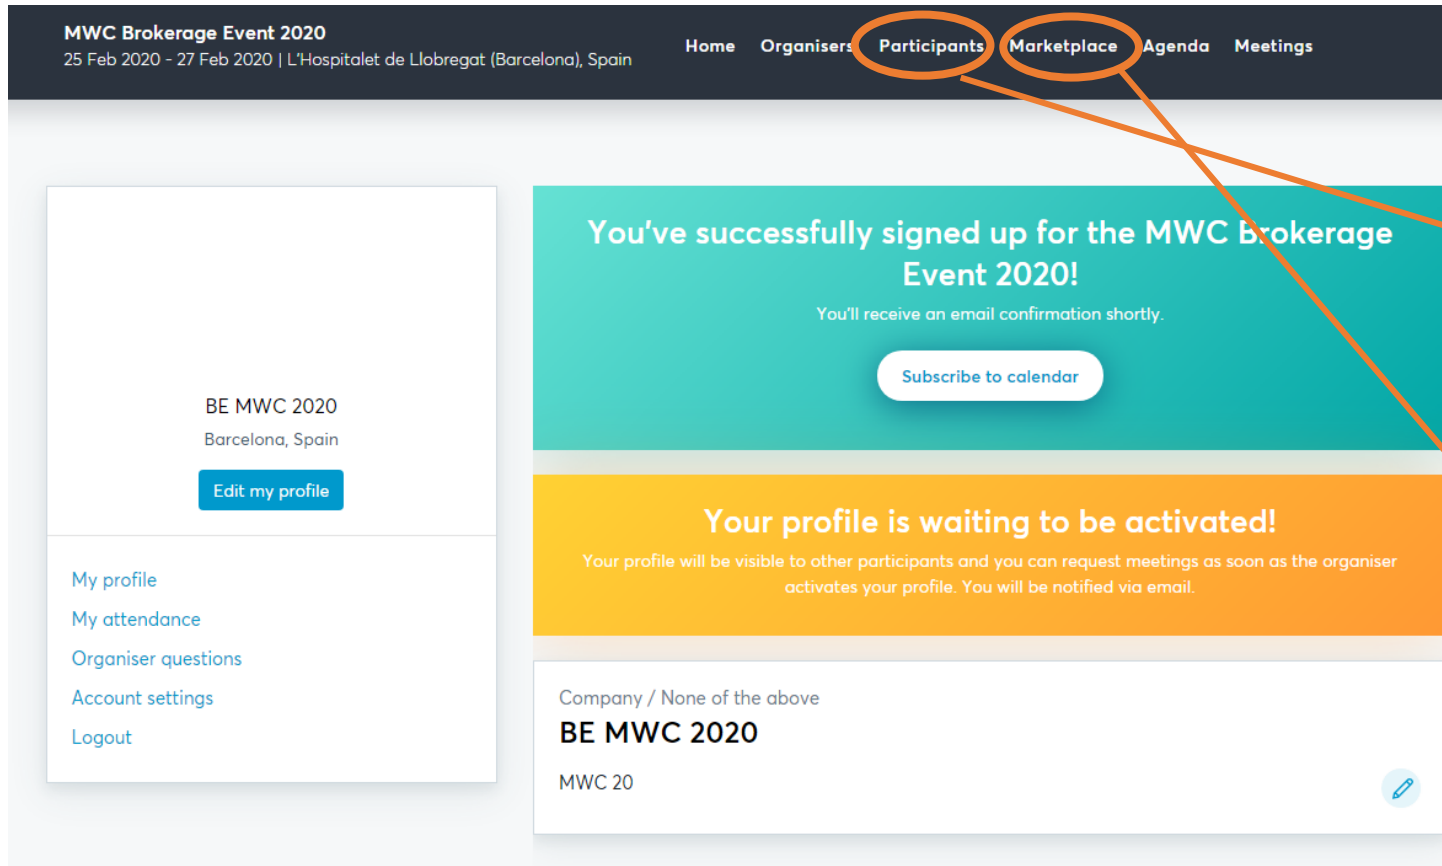 MWC Brokerage Event 2020
25 Feb 2020 - 27 Feb 2020 | L'Hospitalet de Llobregat (Barcelona), Spain
Home Organisers Participants Marketplace Agenda Meetings
BE MWC 2020
Barcelona, Spain
Edit my profile
My profile
My attendance
Organiser questions
Account settings
Logout
You've successfully signed up for the MWC Brokerage
Event 2020!
You'll receive an email confirmation shortly.
Subscribe to calendar
Your profile is waiting to be activated!
Your profile will be visible to other participants and you can request meetings as soon as the organiser
activates your profile. You will be notified via email.
Company / None of the above
BE MWC 2020
MWC 20